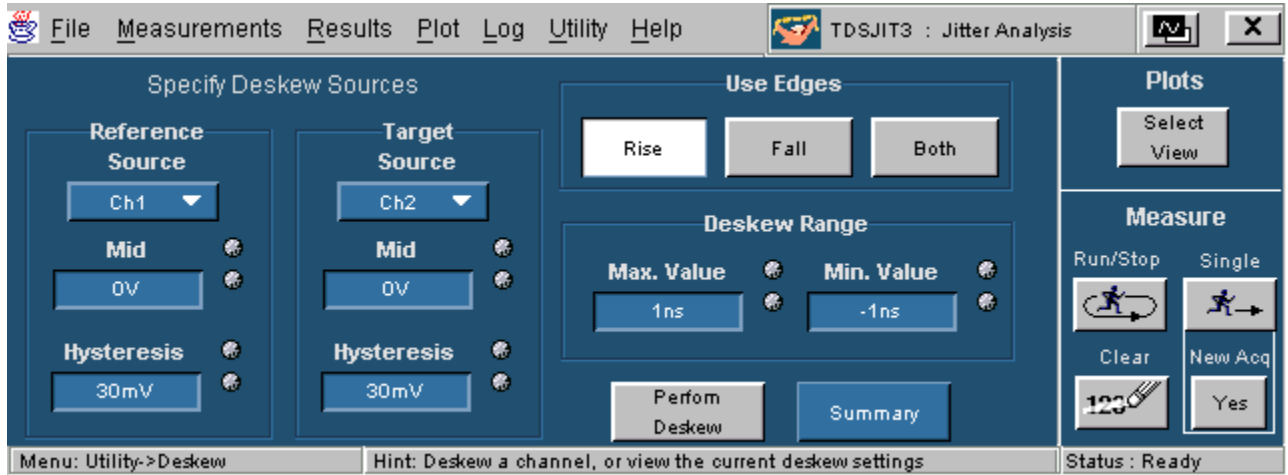 File Measurements Results Plot Log Utility Help TDSJIT3 : Jitter Analysis X
Specify Deskew Sources
Reference Source
Ch1
Mid
0V
Hysteresis
30mV
Target Source
Ch2
Mid
0V
Hysteresis
30mV
Use Edges
Rise Fall Both
Deskew Range
Max. Value Min. Value
1ns -1ns
Perfom Deskew
Summary
Plots
Select View
Measure
Run/Stop Single
Clear New Acq
123 Yes
Menu: Utility->Deskew Hint: Deskew a channel, or view the current deskew settings Status : Ready